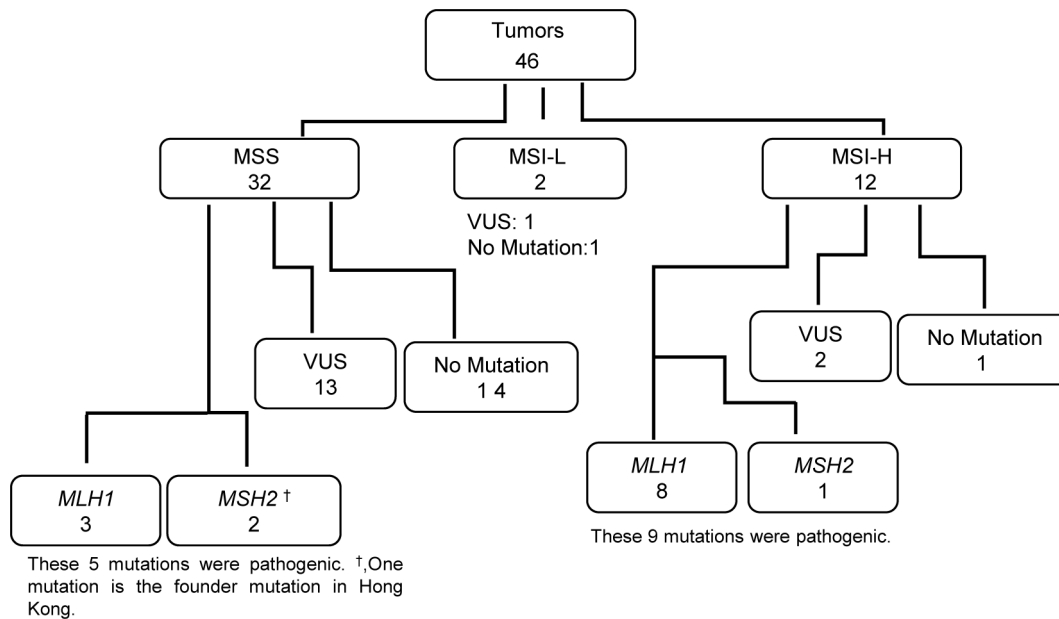 Tumors
46
MSS
32
MSI-L
2
MSI-H
12
VUS: 1
No Mutation:1
VUS
13
No Mutation
1 4
VUS
2
No Mutation
1
MLH1
3
MSH2 †
2
MLH1
8
MSH2
1
These 5 mutations were pathogenic. †,One
mutation is the founder mutation in Hong
Kong.
These 9 mutations were pathogenic.